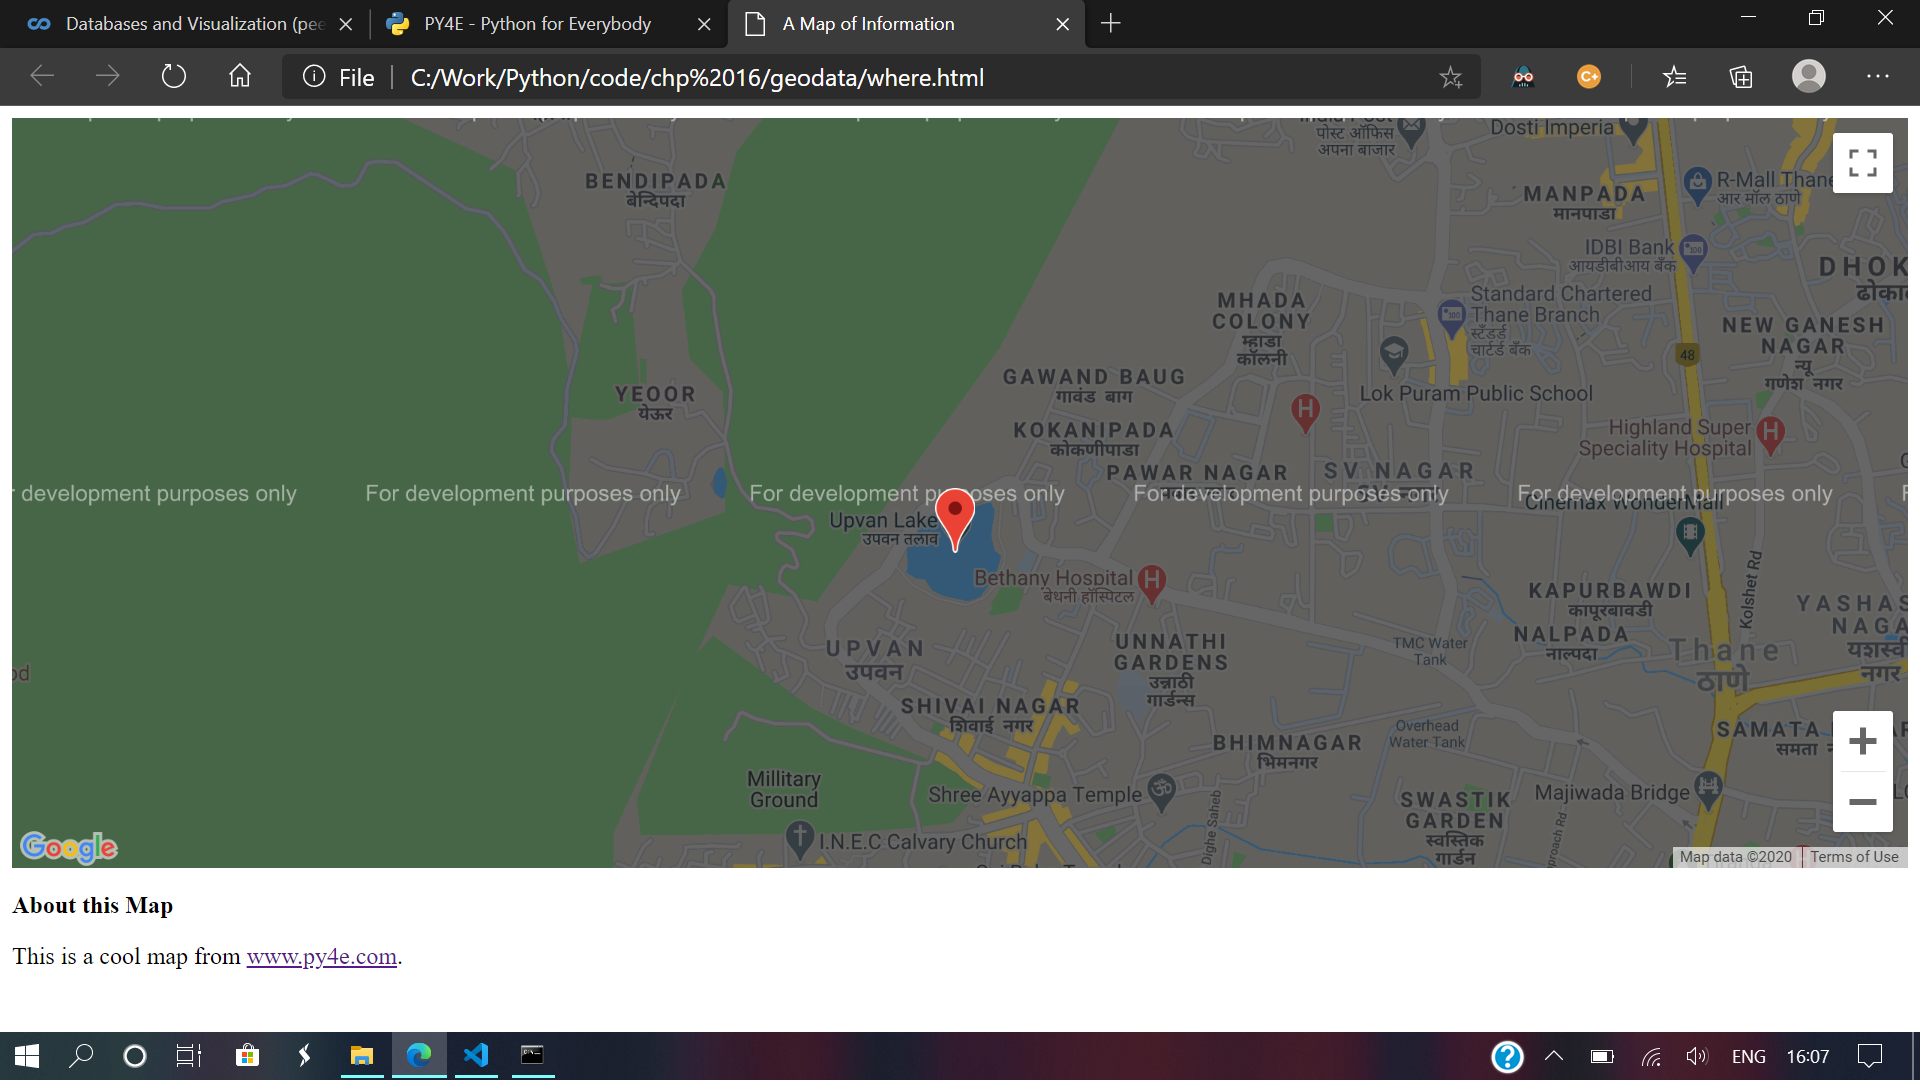 Databases and Visualization (pee
PY4E - Python for Everybody
A Map of Information
File
C:/Work/Python/code/chp%2016/geodata/where.html
पोस्ट ऑफिस
अपना बाजार
Dosti Imperia
BENDIPADA
बेन्दिपदा
MANPADA
मानपाडा
R-Mall Thane
आर मॉल ठाणे
IDBI Bank
आयडीबीआय बैंक
DHOK
Standard Chartered
Thane Branch
स्टँडर्ड
चार्टर्ड बँक
MHADA
COLONY
म्हाडा
कॉलनी
NEW GANESH
NAGAR
न्यू
गणेश नगर
48
GAWAND BAUG
गावंड बाग
YEOOR
येऊर
Lok Puram Public School
KOKANIPADA
कोकणीपाडा
Highland Super
Speciality Hospital
PAWAR NAGAR
SV NAGAR
r development purposes only
For development purposes only
For development purposes only
For development purposes only
For development purposes only
Cinemax WonderMall
Upvan Lake
उपवन तलाव
Bethany Hospital
बेथनी हॉस्पिटल
Kolshet Rd
KAPURBAWDI
कापूरबावडी
YASHAS
NAGA
यशस्वी
नगर
NALPADA
नाल्पदा
UPVAN
उपवन
UNNATHI
GARDENS
उन्नाठी
गार्डन्स
TMC Water
Tank
Thane
ठाणे
od
SHIVAI NAGAR
शिवाई नगर
Overhead
Water Tank
SAMATA
समता
BHIMNAGAR
भिमनगर
Millitary
Ground
Shree Ayyappa Temple
SWASTIK
GARDEN
स्वस्तिक
गार्डन
Majiwada Bridge
I.N.E.C Calvary Church
Dighe Saheb
proach Rd
Google
Map data ©2020
Terms of Use
About this Map
This is a cool map from www.py4e.com.
ENG
16:07